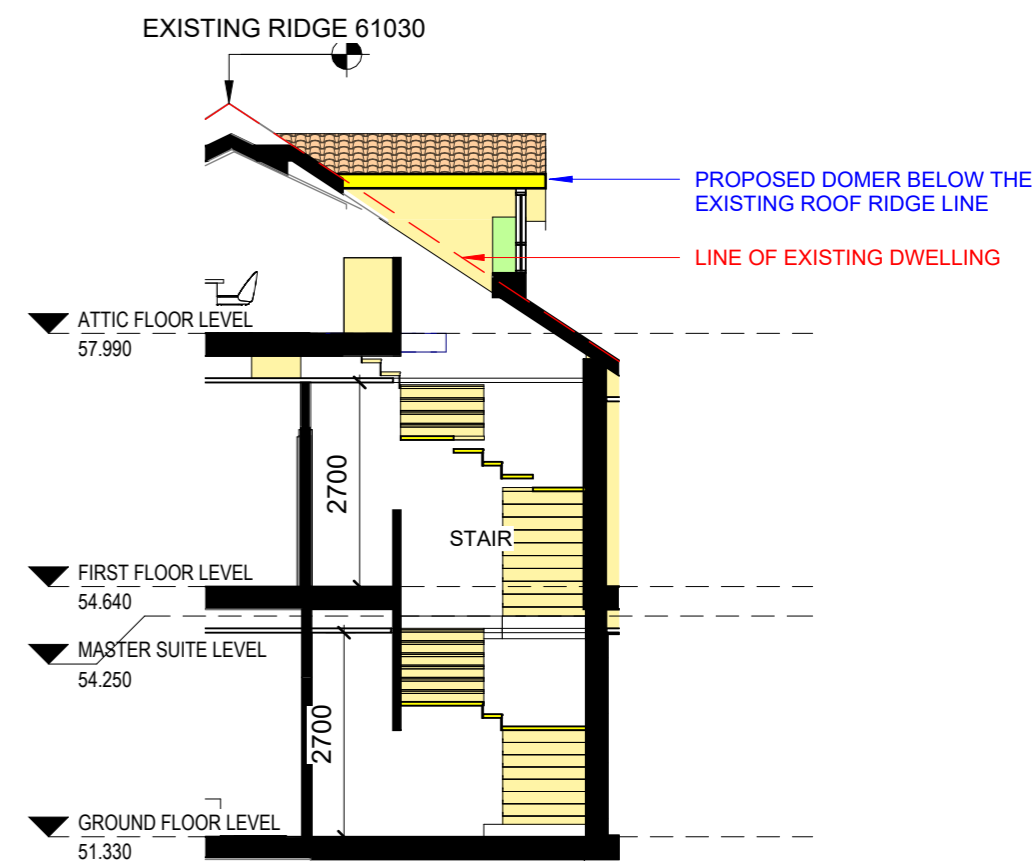 EXISTING RIDGE 61030
PROPOSED DOMER BELOW THE
EXISTING ROOF RIDGE LINE
LINE OF EXISTING DWELLING
ATTIC FLOOR LEVEL
57.990
2700
STAIR
FIRST FLOOR LEVEL
54.640
MASTER SUITE LEVEL
54.250
2700
GROUND FLOOR LEVEL
51.330